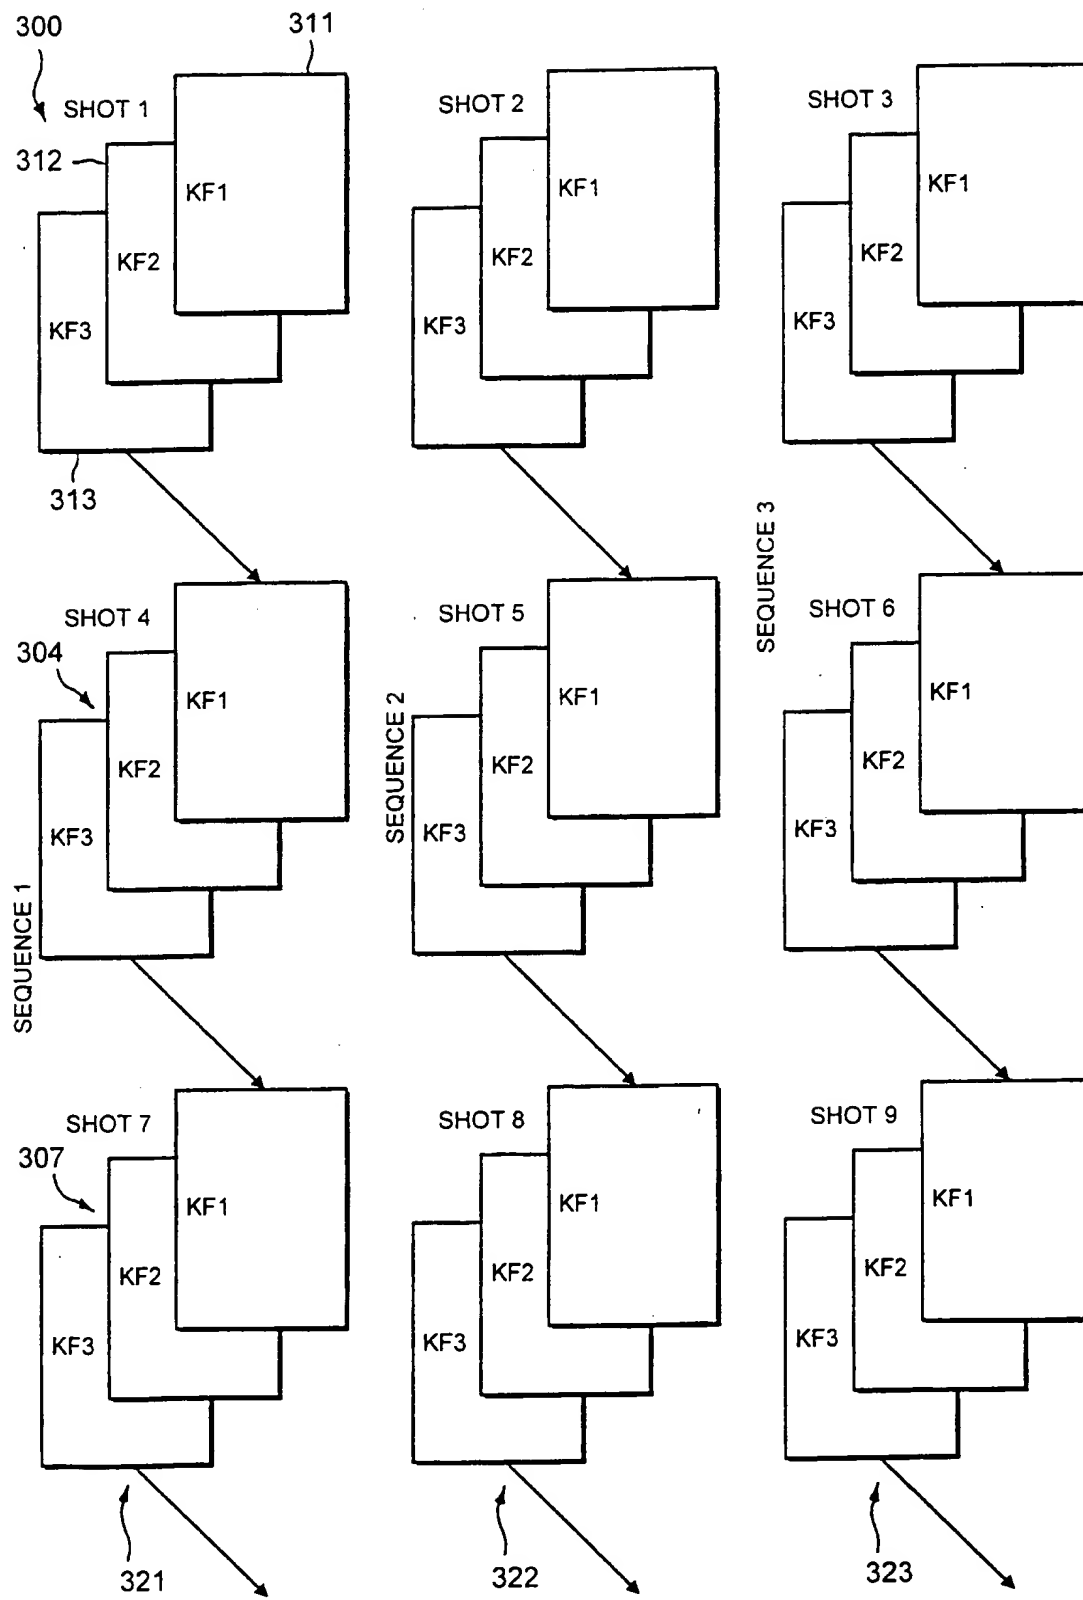 300
311
SHOT 1
SHOT 2
SHOT 3
312
KF1
KF1
KF1
KF2
KF2
KF2
KF3
KF3
KF3
313
SEQUENCE 3
SHOT 4
SHOT 5
SHOT 6
304
KF1
KF1
KF1
SEQUENCE 2
KF2
KF2
KF2
KF3
KF3
KF3
SEQUENCE 1
SHOT 7
SHOT 8
SHOT 9
307
KF1
KF1
KF1
KF2
KF2
KF2
KF3
KF3
KF3
321
322
323